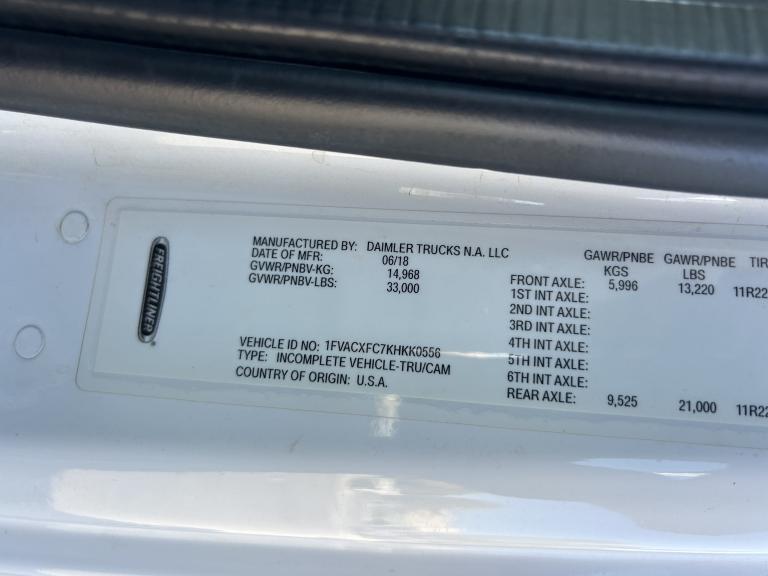 FREIGHTLINER
MANUFACTURED BY: DAIMLER TRUCKS N.A. LLC
DATE OF MFR: 06/18
GVWR/PNBV-KG: 14,968
GVWR/PNBV-LBS: 33,000
VEHICLE ID NO: 1FVACXFC7KHKK0556
TYPE: INCOMPLETE VEHICLE-TRU/CAM
COUNTRY OF ORIGIN: U.S.A.
GAWR/PNBE GAWR/PNBE TIR
KGS LBS
FRONT AXLE: 5,996 13,220 11R22
1ST INT AXLE:
2ND INT AXLE:
3RD INT AXLE:
4TH INT AXLE:
5TH INT AXLE:
6TH INT AXLE:
REAR AXLE: 9,525 21,000 11R22